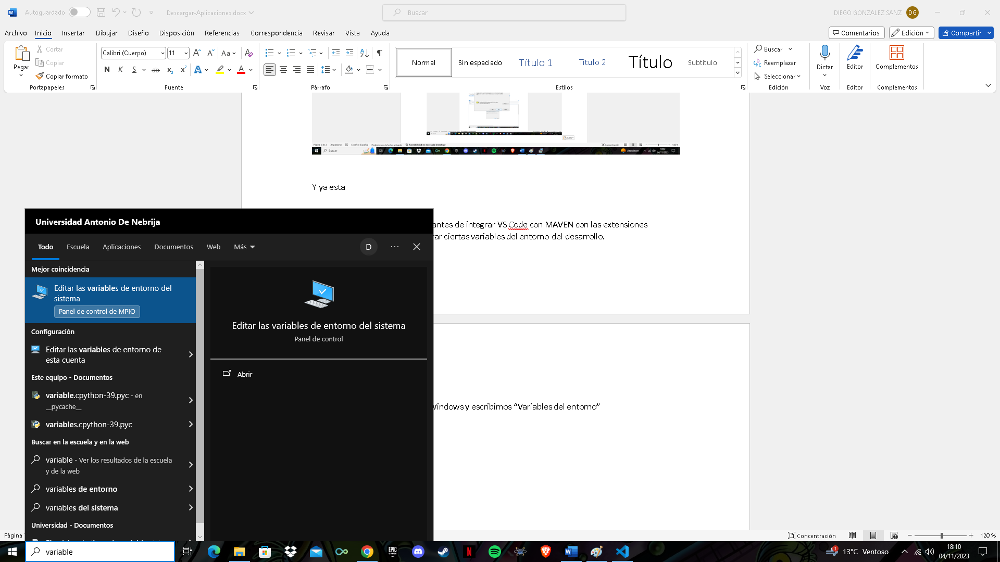 Autoguardado
Descargar-Aplicaciones.docx
Buscar
DIEGO GONZALEZ SANZ
DG
Archivo
Inicio
Insertar
Dibujar
Diseño
Disposición
Referencias
Correspondencia
Revisar
Vista
Ayuda
Comentarios
Edición
Compartir
Pegar
Cortar
Copiar
Copiar formato
Portapapeles
Calibri (Cuerpo)
11
Aa
N K S ab x₂ x²
Fuente
Párrafo
Normal
Sin espaciado
Título 1
Título 2
Título
Subtítulo
Estilos
Buscar
Reemplazar
Seleccionar
Edición
Dictar
Voz
Editor
Editor
Complementos
Complementos
Y ya esta
antes de integrar VS Code con MAVEN con las extensiones
ar ciertas variables del entorno del desarrollo.
Windows y escribimos “Variables del entorno”
Universidad Antonio De Nebrija
Todo
Escuela
Aplicaciones
Documentos
Web
Más
D
Mejor coincidencia
Editar las variables de entorno del
sistema
Panel de control de MPIO
Configuración
Editar las variables de entorno de
esta cuenta
Este equipo - Documentos
variable.cpython-39.pyc - en
__pycache__
variables.cpython-39.pyc
Buscar en la escuela y en la web
variable - Ver los resultados de la escuela
y de la web
variables de entorno
variables del sistema
Universidad - Documentos
Editar las variables de entorno del sistema
Panel de control
Abrir
Página
Concentración
120 %
variable
EPIC
GAMES
1
13°C Ventoso
18:10
04/11/2023